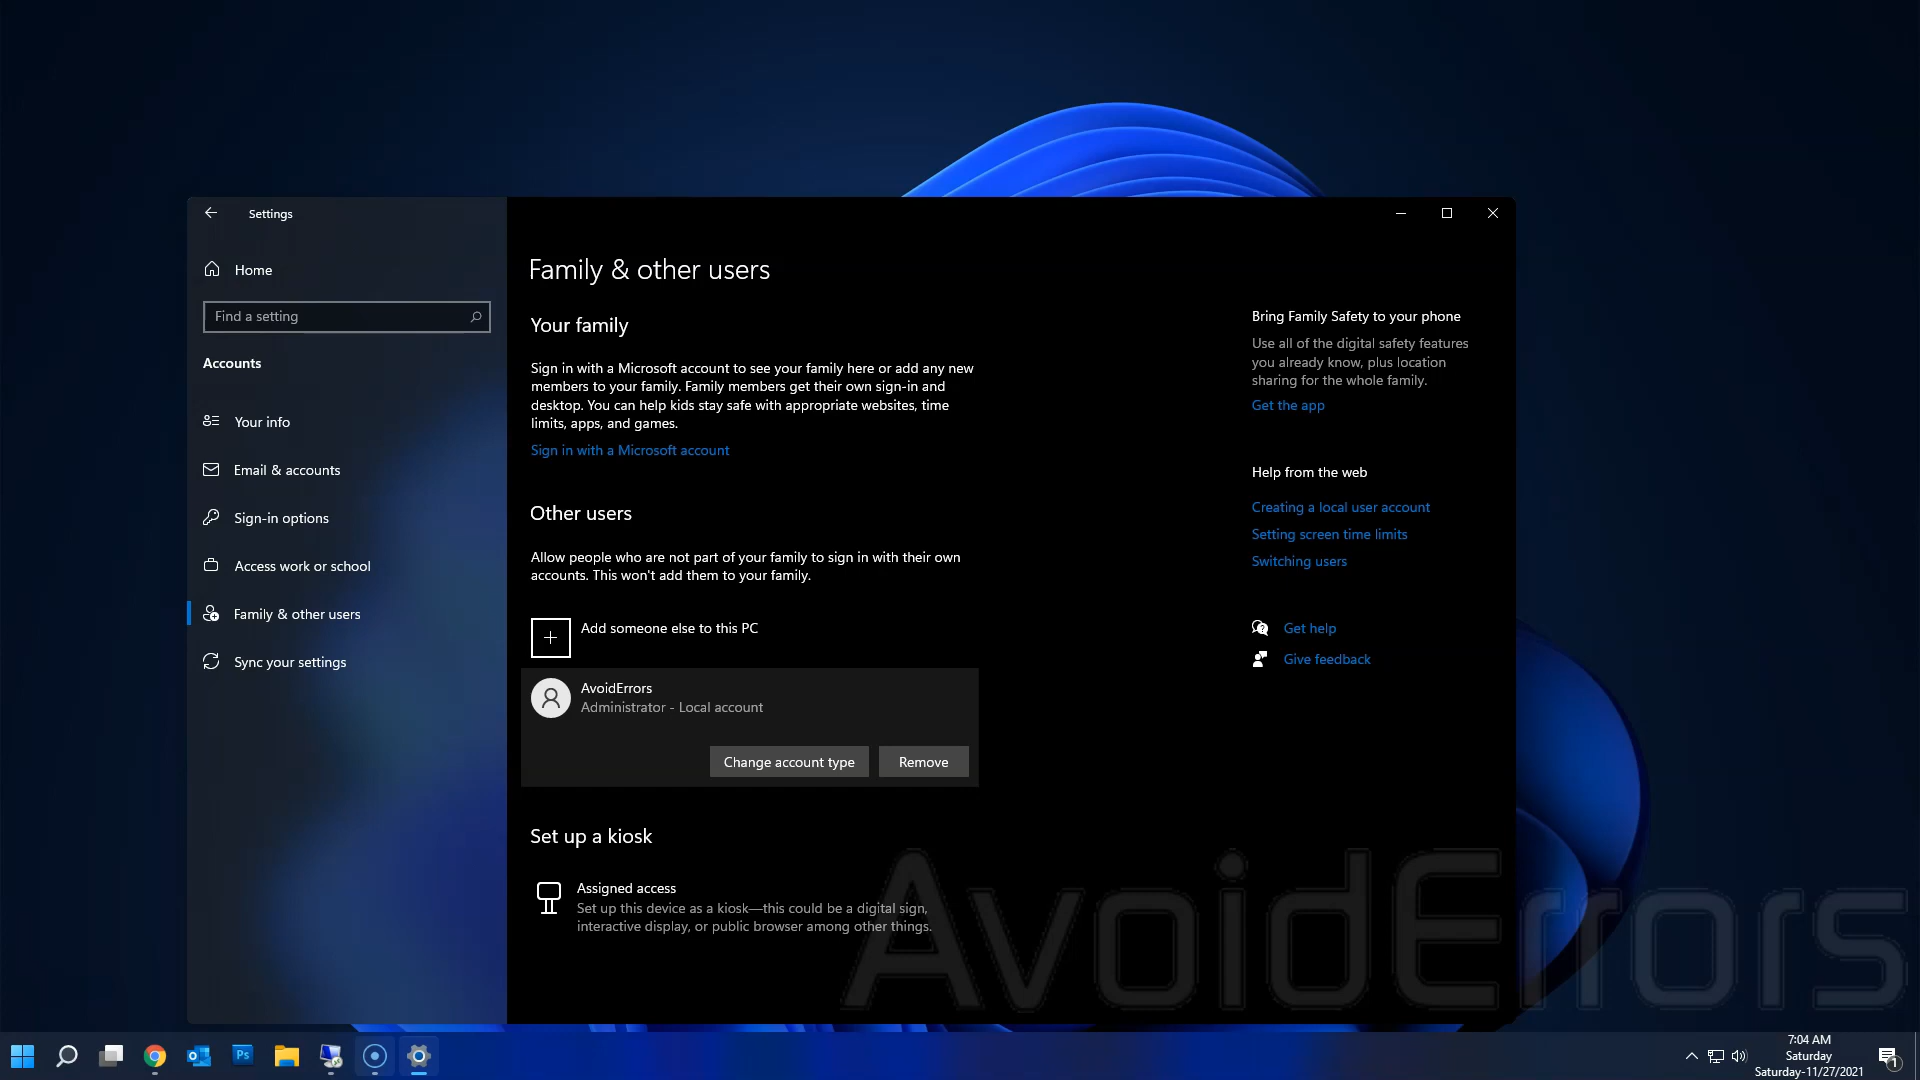 Settings
Home
Find a setting
Accounts
Your info
Email & accounts
Sign-in options
Access work or school
Family & other users
Sync your settings
Family & other users
Your family
Sign in with a Microsoft account to see your family here or add any new
members to your family. Family members get their own sign-in and
desktop. You can help kids stay safe with appropriate websites, time
limits, apps, and games.
Sign in with a Microsoft account
Other users
Allow people who are not part of your family to sign in with their own
accounts. This won't add them to your family.
Add someone else to this PC
AvoidErrors
Administrator - Local account
Change account type
Remove
Set up a kiosk
Assigned access
Set up this device as a kiosk—this could be a digital sign,
interactive display, or public browser among other things.
Bring Family Safety to your phone
Use all of the digital safety features
you already know, plus location
sharing for the whole family.
Get the app
Help from the web
Creating a local user account
Setting screen time limits
Switching users
Get help
Give feedback
AvoidErrors
Ps
7:04 AM
Saturday
Saturday-11/27/2021
1